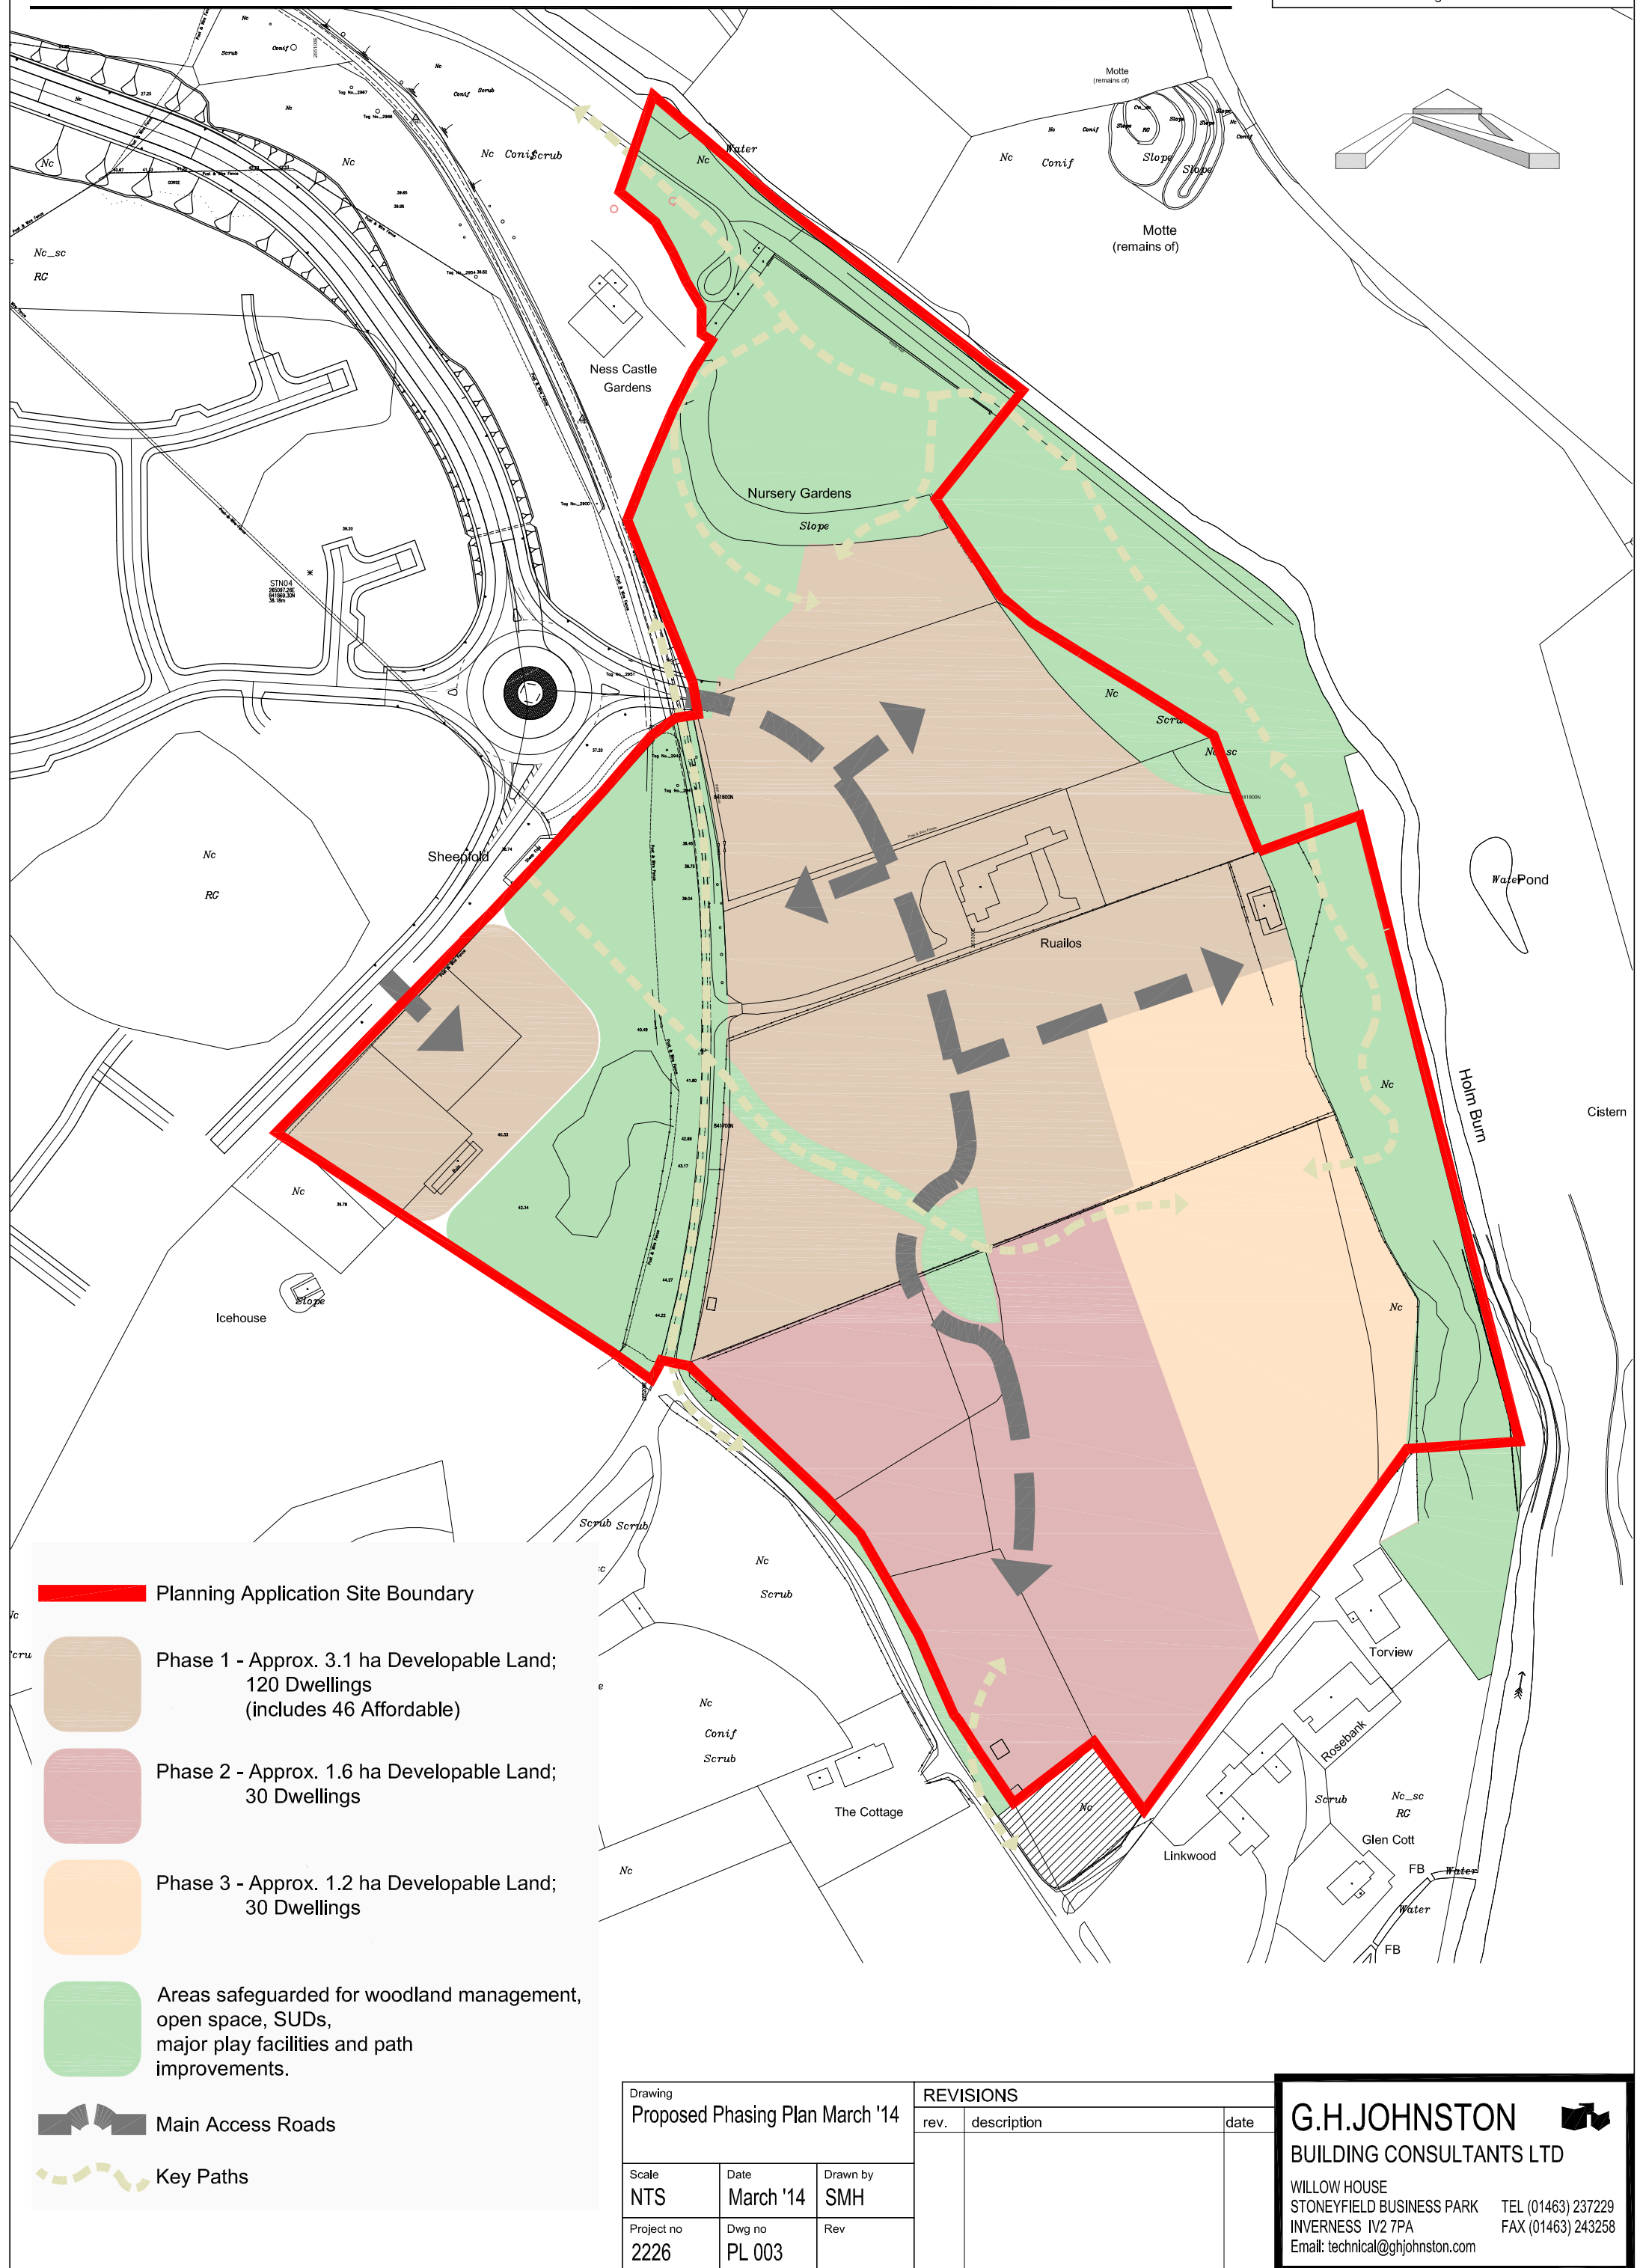 Motte
(remains of)
Motte
(remains of)
Nc
Conif
Slope
Slope
Water
Nc
Scrub
Conif
Nc Conif Scrub
Nc
Nc
Nc_sc
RG
Ness Castle
Gardens
Nursery Gardens
Slope
STN04
Nc
Scrub
Nc_sc
Sheepfold
Nc
RG
Ruailos
Water Pond
Holm Burn
Cistern
Nc
Nc
Ruin
Nc
Slope
Icehouse
Scrub Scrub
Nc
Scrub
Nc
Conif
Scrub
The Cottage
Nc
Nc
Torview
Rosebank
Linkwood
Scrub
Nc_sc
RG
Glen Cott
FB
Water
Water
FB
Planning Application Site Boundary
Phase 1 - Approx. 3.1 ha Developable Land;
120 Dwellings
(includes 46 Affordable)
Phase 2 - Approx. 1.6 ha Developable Land;
30 Dwellings
Phase 3 - Approx. 1.2 ha Developable Land;
30 Dwellings
Areas safeguarded for woodland management,
open space, SUDs,
major play facilities and path
improvements.
Main Access Roads
Key Paths
Drawing
Proposed Phasing Plan March '14
Scale
NTS
Date
March '14
Drawn by
SMH
Project no
2226
Dwg no
PL 003
Rev
REVISIONS
rev. description date
G.H.JOHNSTON
BUILDING CONSULTANTS LTD
WILLOW HOUSE
STONEYFIELD BUSINESS PARK TEL (01463) 237229
INVERNESS IV2 7PA FAX (01463) 243258
Email: technical@ghjohnston.com